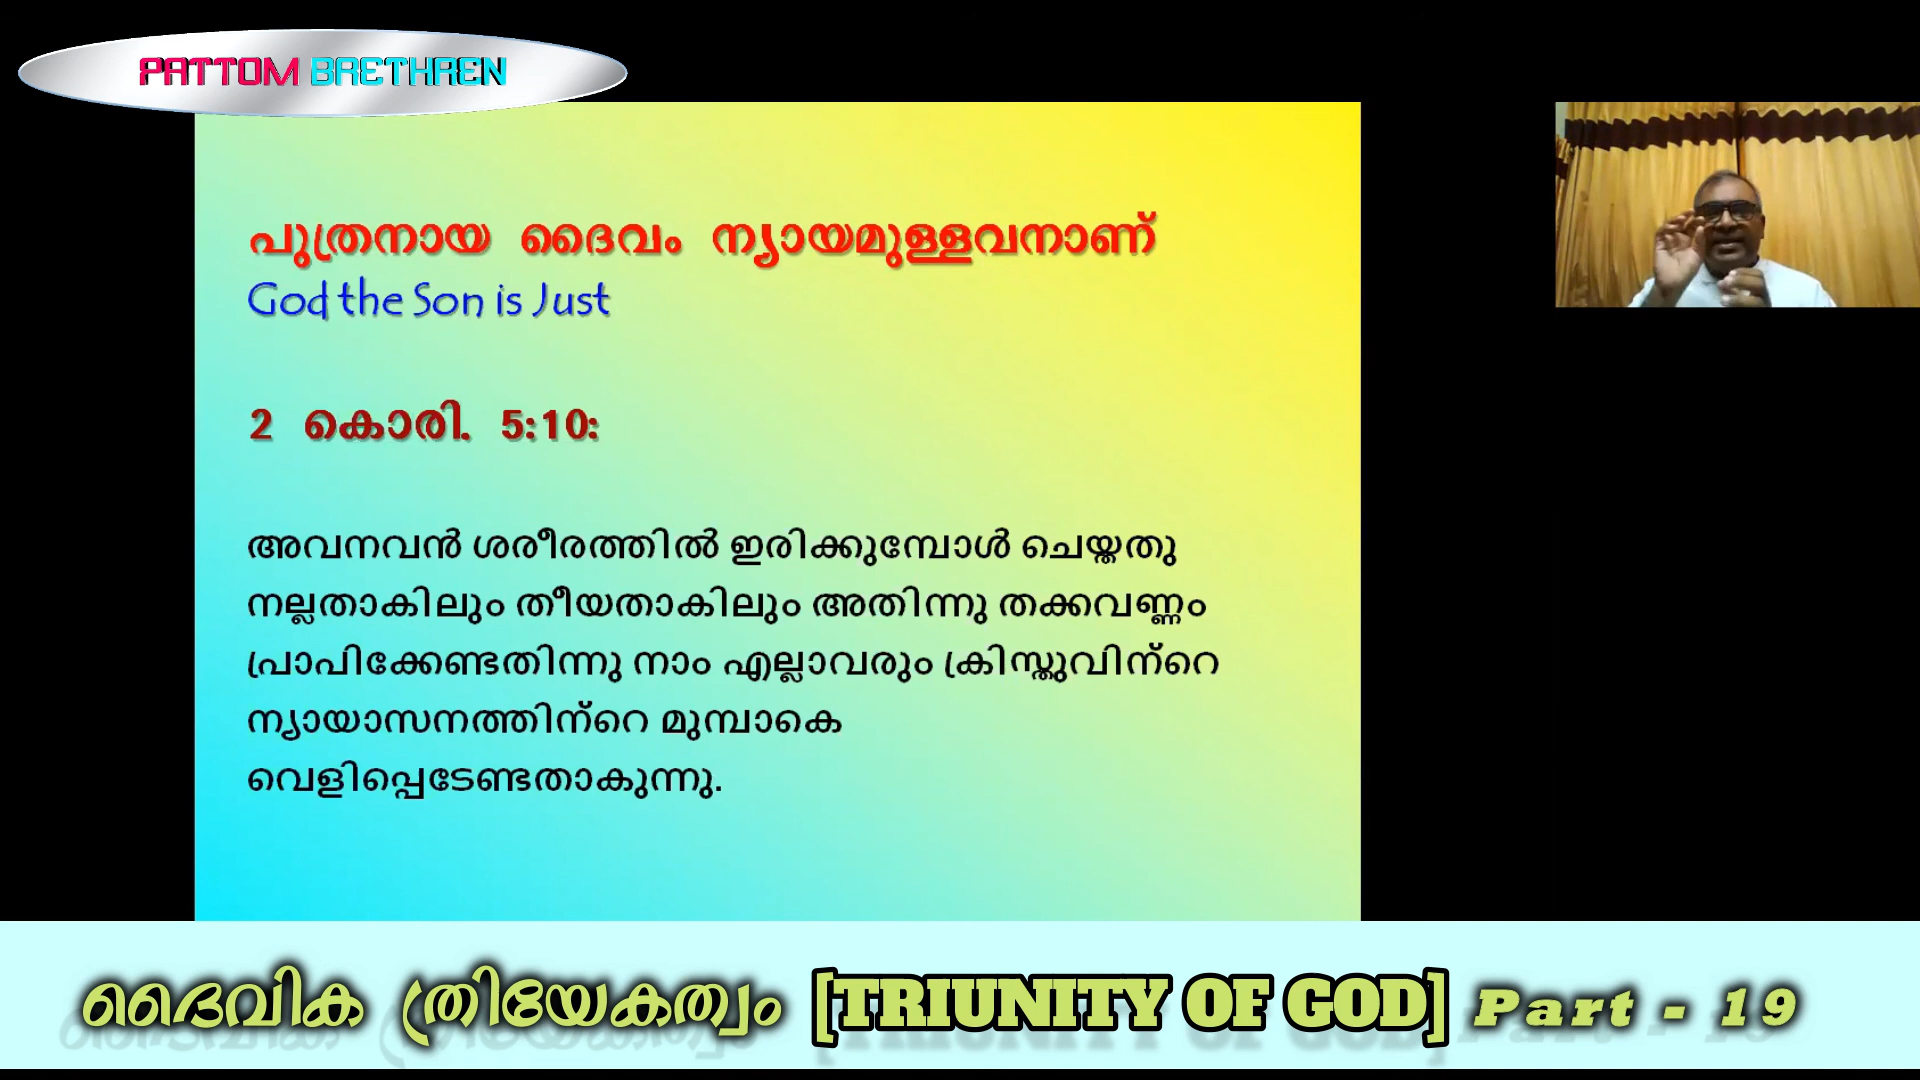 PATTOM BRETHREN
പുത്രനായ ദൈവം ന്യായമുള്ളവനാണ്
God the Son is Just
2 കൊരി. 5:10:
അവനവൻ ശരീരത്തിൽ ഇരിക്കുമ്പോൾ ചെയ്തതു
നല്ലതാകിലും തീയതാകിലും അതിന്നു തക്കവണ്ണം
പ്രാപിക്കേണ്ടതിന്നു നാം എല്ലാവരും ക്രിസ്തുവിന്റെ
ന്യായാസനത്തിന്റെ മുമ്പാകെ
വെളിപ്പെടേണ്ടതാകുന്നു.
ദൈവിക ത്രിയേകത്വം [TRIUNITY OF GOD] Part - 19